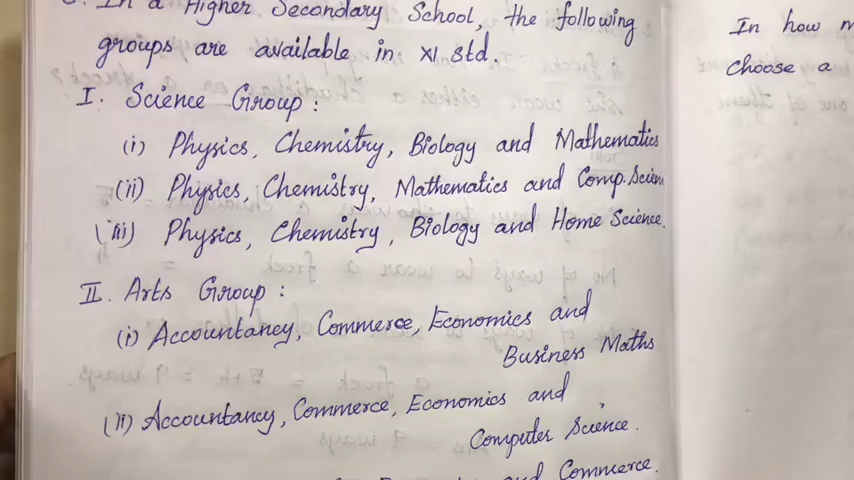 In a Higher Secondary School, the following
groups are available in XI std.
I. Science Group :
(i) Physics, Chemistry, Biology and Mathematics
(ii) Physics, Chemistry, Mathematics and Comp. Scien
(iii) Physics, Chemistry, Biology and Home Science.
II. Arts Group :
(i) Accountancy, Commerce, Economics and
Business Maths
(ii) Accountancy, Commerce, Economics and
Computer Science.
and Commerce.
In how
choose a